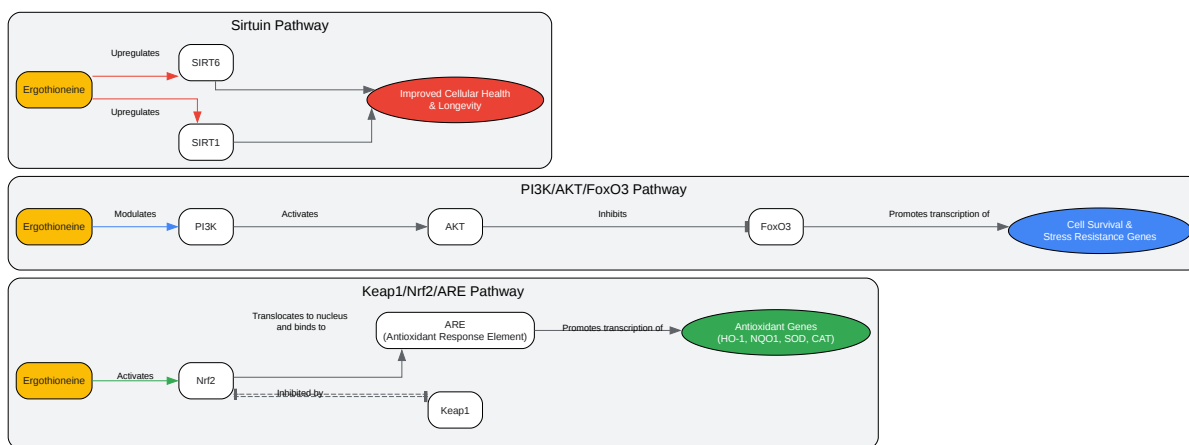 Sirtuin Pathway
Upregulates
SIRT6
Ergothioneine
Improved Cellular Health
& Longevity
Upregulates
SIRT1
PI3K/AKT/FoxO3 Pathway
Ergothioneine
Modulates
PI3K
Activates
AKT
Inhibits
FoxO3
Promotes transcription of
Cell Survival &
Stress Resistance Genes
Keap1/Nrf2/ARE Pathway
Translocates to nucleus
and binds to
ARE
(Antioxidant Response Element)
Promotes transcription of
Antioxidant Genes
(HO-1, NQO1, SOD, CAT)
Ergothioneine
Activates
Nrf2
Inhibited by
Keap1